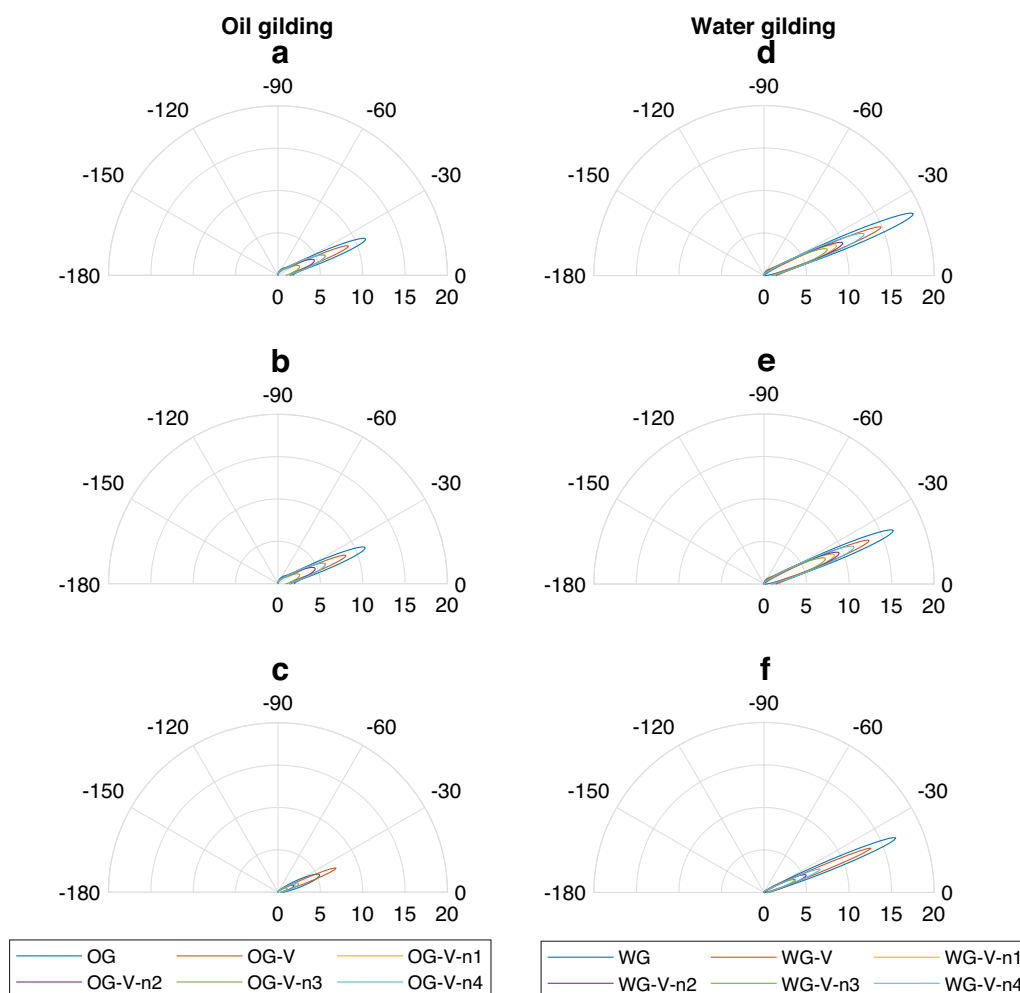 Oil gilding
a
-90
-120
-60
-150
-30
-180
0
0 5 10 15 20
b
-90
-120
-60
-150
-30
-180
0
0 5 10 15 20
c
-90
-120
-60
-150
-30
-180
0
0 5 10 15 20
OG OG-V OG-V-n1
OG-V-n2 OG-V-n3 OG-V-n4
Water gilding
d
-90
-120
-60
-150
-30
-180
0
0 5 10 15 20
e
-90
-120
-60
-150
-30
-180
0
0 5 10 15 20
f
-90
-120
-60
-150
-30
-180
0
0 5 10 15 20
WG WG-V WG-V-n1
WG-V-n2 WG-V-n3 WG-V-n4